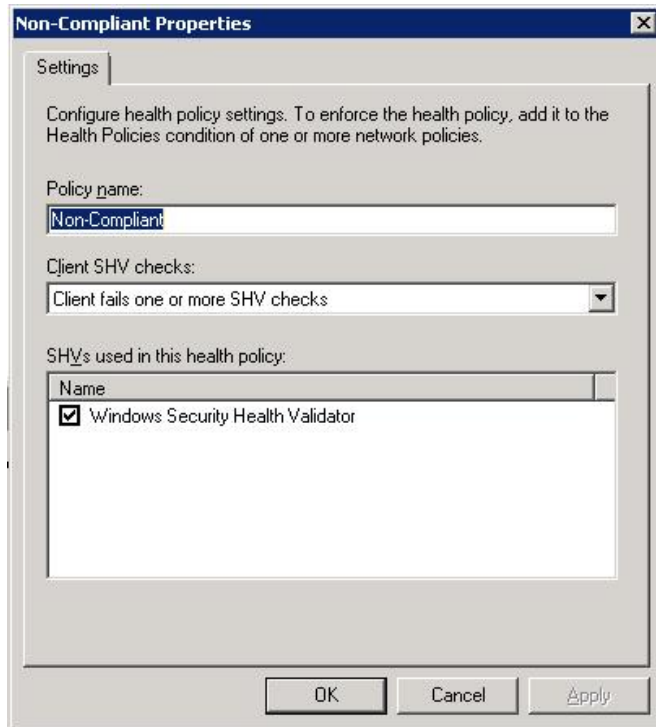 Non-Compliant Properties
Settings
Configure health policy settings. To enforce the health policy, add it to the
Health Policies condition of one or more network policies.
Policy name:
Non-Compliant
Client SHV checks:
Client fails one or more SHV checks
SHVs used in this health policy:
Name
Windows Security Health Validator
OK Cancel Apply